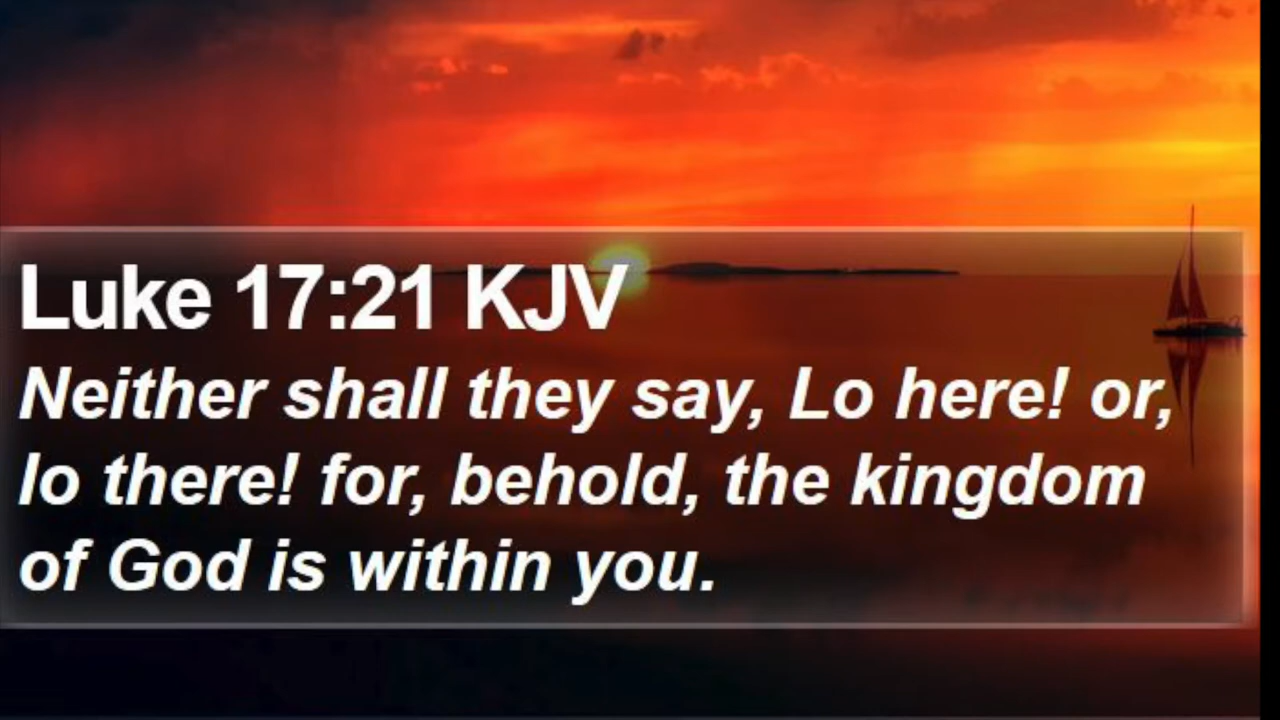 Luke 17:21 KJV
Neither shall they say, Lo here! or,
lo there! for, behold, the kingdom
of God is within you.